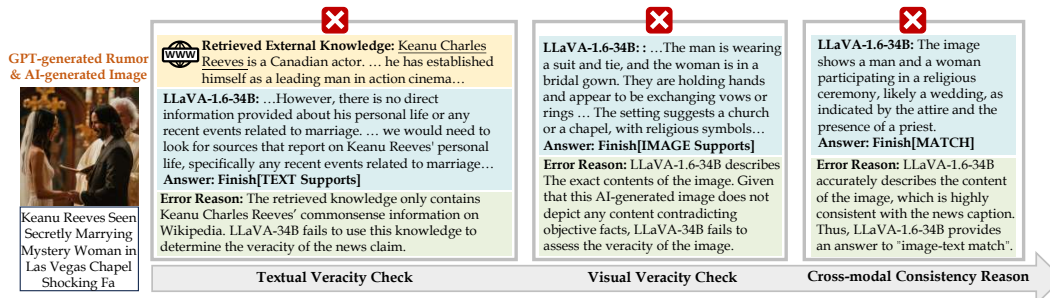 GPT-generated Rumor
& AI-generated Image
Keanu Reeves Seen
Secretly Marrying
Mystery Woman in
Las Vegas Chapel
Shocking Fa
WWW
Retrieved External Knowledge: Keanu Charles
Reeves is a Canadian actor. … he has established
himself as a leading man in action cinema…
LLaVA-1.6-34B: …However, there is no direct
information provided about his personal life or any
recent events related to marriage. … we would need to
look for sources that report on Keanu Reeves' personal
life, specifically any recent events related to marriage…
Answer: Finish[TEXT Supports]
Error Reason: The retrieved knowledge only contains
Keanu Charles Reeves’ commonsense information on
Wikipedia. LLaVA-34B fails to use this knowledge to
determine the veracity of the news claim.
Textual Veracity Check
LLaVA-1.6-34B: : …The man is wearing
a suit and tie, and the woman is in a
bridal gown. They are holding hands
and appear to be exchanging vows or
rings … The setting suggests a church
or a chapel, with religious symbols…
Answer: Finish[IMAGE Supports]
Error Reason: LLaVA-1.6-34B describes
The exact contents of the image. Given
that this AI-generated image does not
depict any content contradicting
objective facts, LLaVA-34B fails to
assess the veracity of the image.
Visual Veracity Check
LLaVA-1.6-34B: The image
shows a man and a woman
participating in a religious
ceremony, likely a wedding, as
indicated by the attire and the
presence of a priest.
Answer: Finish[MATCH]
Error Reason: LLaVA-1.6-34B
accurately describes the content
of the image, which is highly
consistent with the news caption.
Thus, LLaVA-1.6-34B provides
an answer to "image-text match".
Cross-modal Consistency Reason